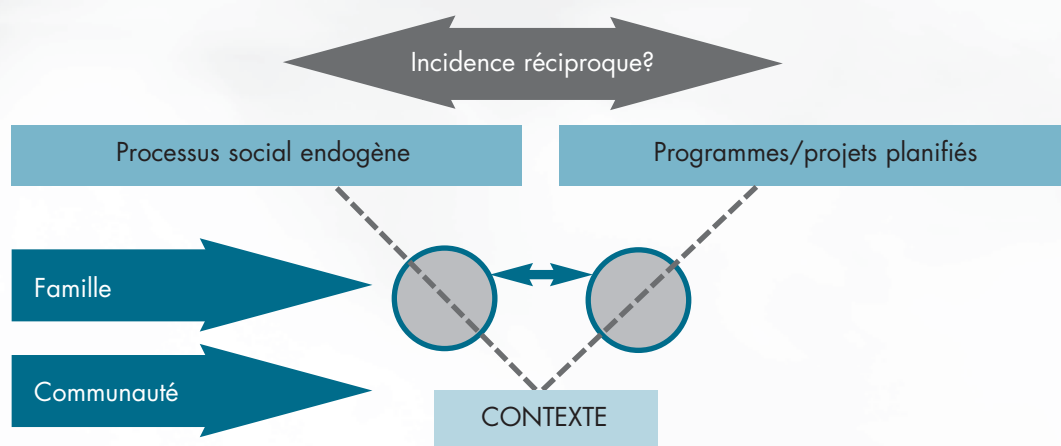 Incidence réciproque?
Processus social endogène
Programmes/projets planifiés
Famille
Communauté
CONTEXTE